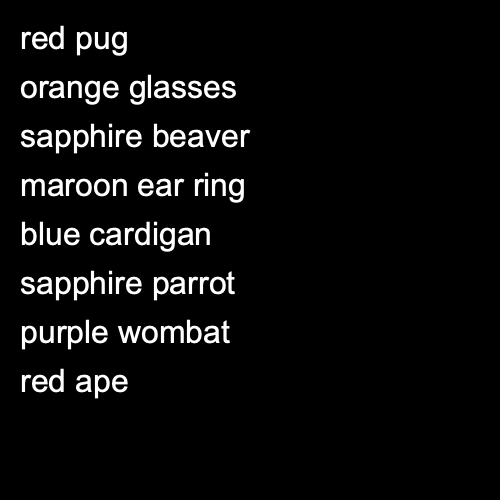 red pug
orange glasses
sapphire beaver
maroon ear ring
blue cardigan
sapphire parrot
purple wombat
red ape